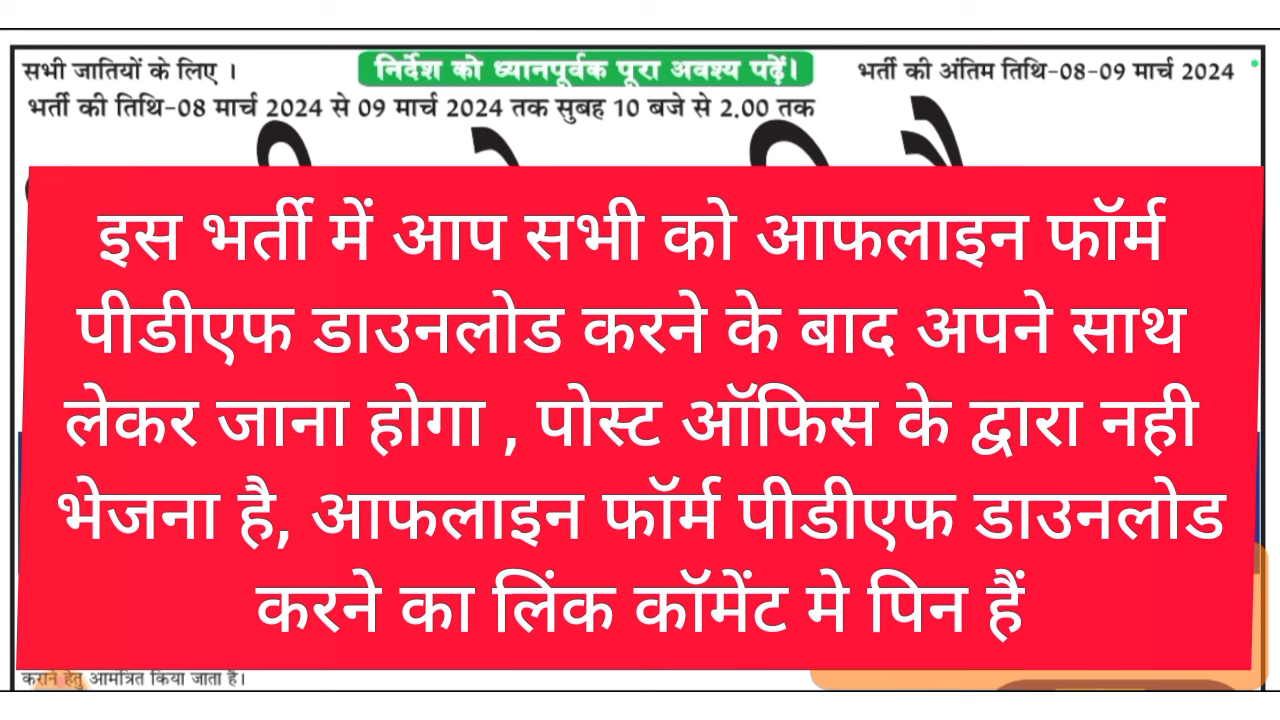 सभी जातियों के लिए ।
निर्देश को ध्यानपूर्वक पूरा अवश्य पढ़ें।
भर्ती की अंतिम तिथि-08-09 मार्च 2024
भर्ती की तिथि-08 मार्च 2024 से 09 मार्च 2024 तक सुबह 10 बजे से 2.00 तक
इस भर्ती में आप सभी को आफलाइन फॉर्म
पीडीएफ डाउनलोड करने के बाद अपने साथ
लेकर जाना होगा , पोस्ट ऑफिस के द्वारा नही
भेजना है, आफलाइन फॉर्म पीडीएफ डाउनलोड
करने का लिंक कॉमेंट मे पिन हैं
कराने हेतु आमंत्रित किया जाता है।